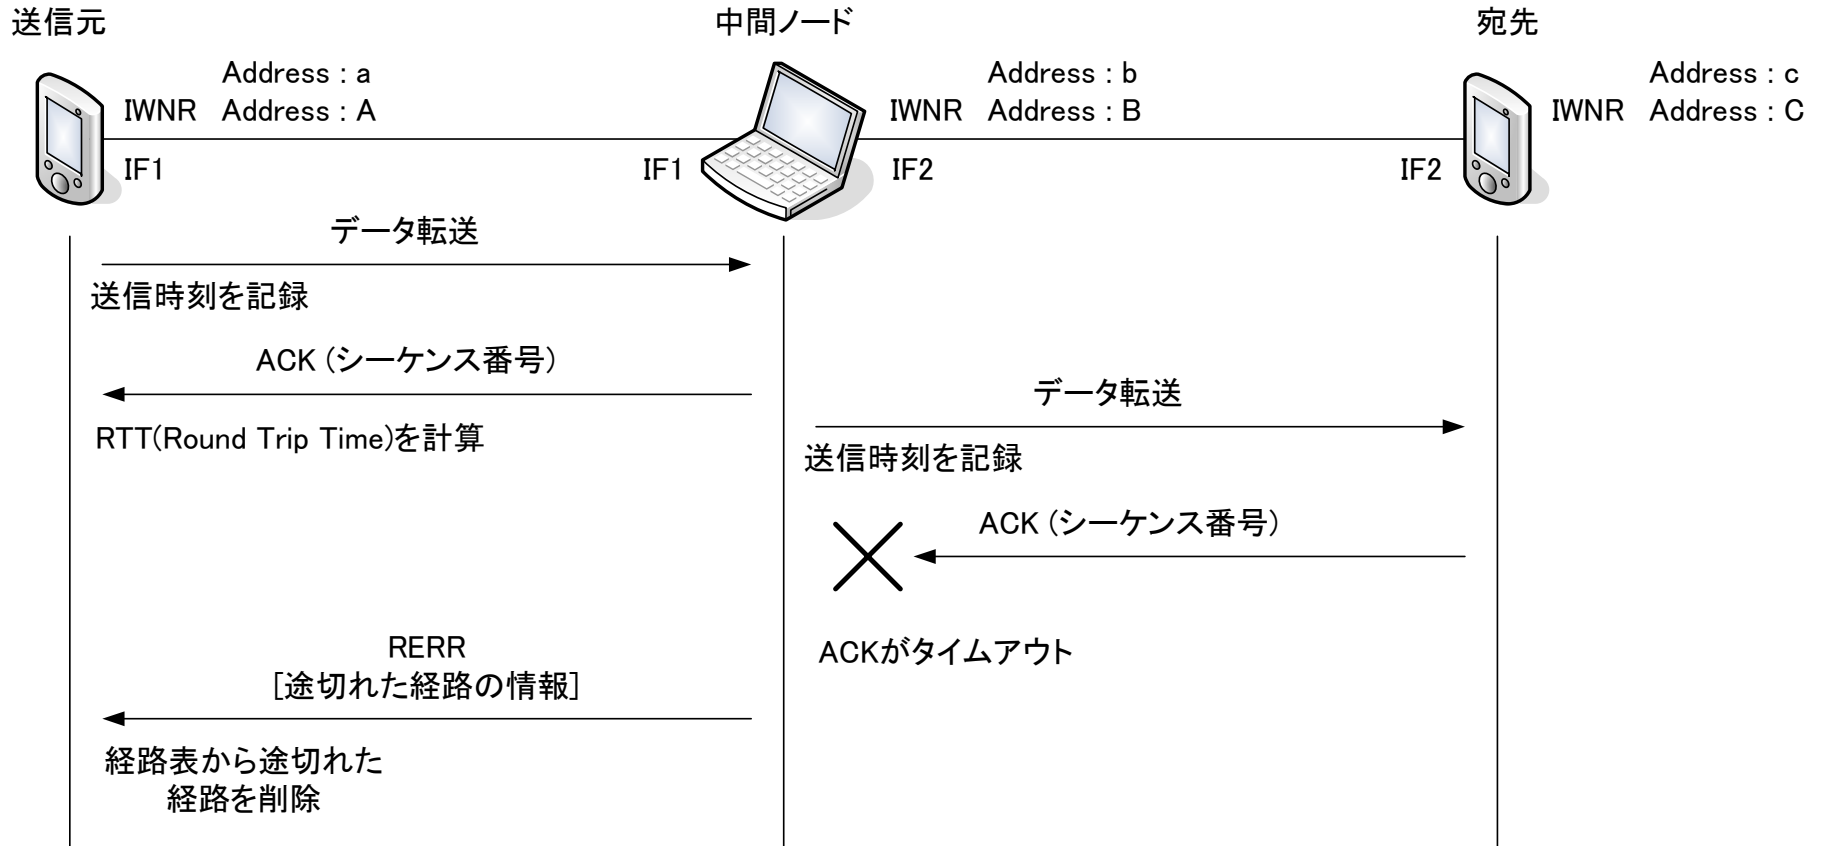 送信元
中間ノード
宛先
Address : a
IWNR Address : A
Address : b
IWNR Address : B
Address : c
IWNR Address : C
IF1
IF1
IF2
IF2
データ転送
送信時刻を記録
ACK (シーケンス番号)
RTT(Round Trip Time)を計算
データ転送
送信時刻を記録
ACK (シーケンス番号)
ACKがタイムアウト
RERR
[途切れた経路の情報]
経路表から途切れた
経路を削除